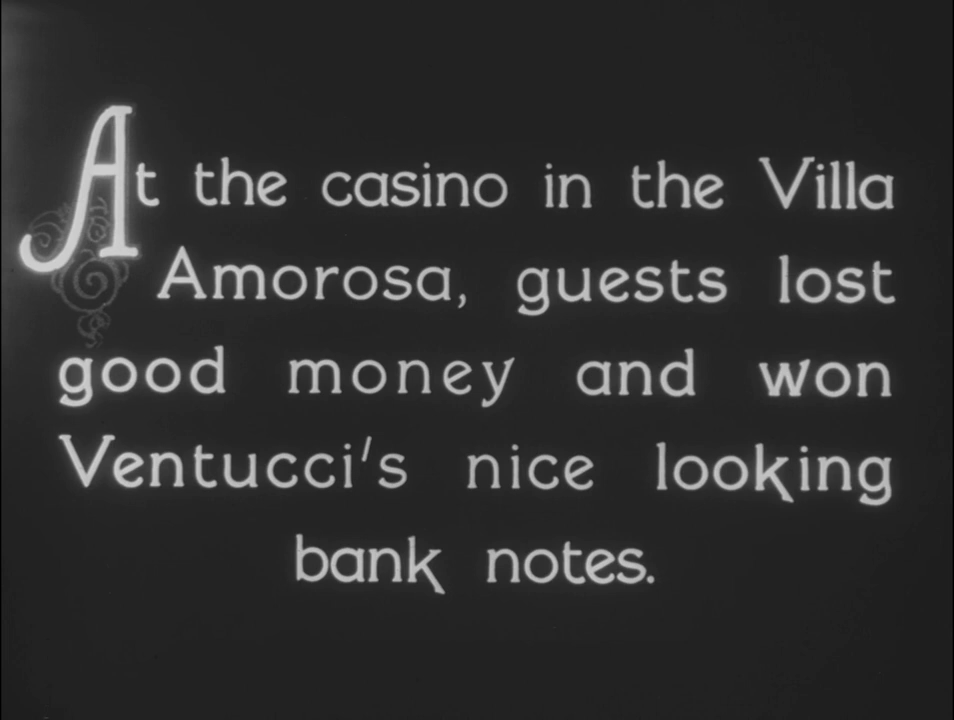 At the casino in the Villa
Amorosa, guests lost
good money and won
Ventucci's nice looking
bank notes.